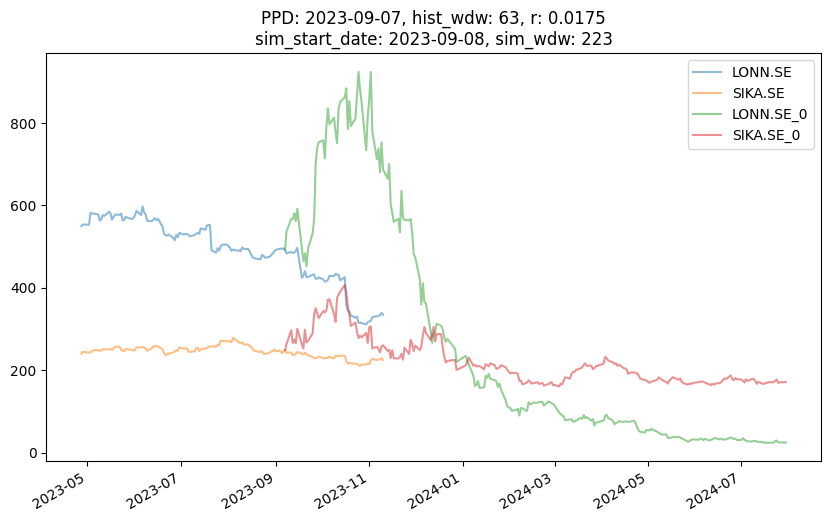 PPD: 2023-09-07, hist_wdw: 63, r: 0.0175
sim_start_date: 2023-09-08, sim_wdw: 223
LONN.SE
SIKA.SE
LONN.SE_0
SIKA.SE_0
800
600
400
200
0
2023-05
2023-07
2023-09
2023-11
2024-01
2024-03
2024-05
2024-07